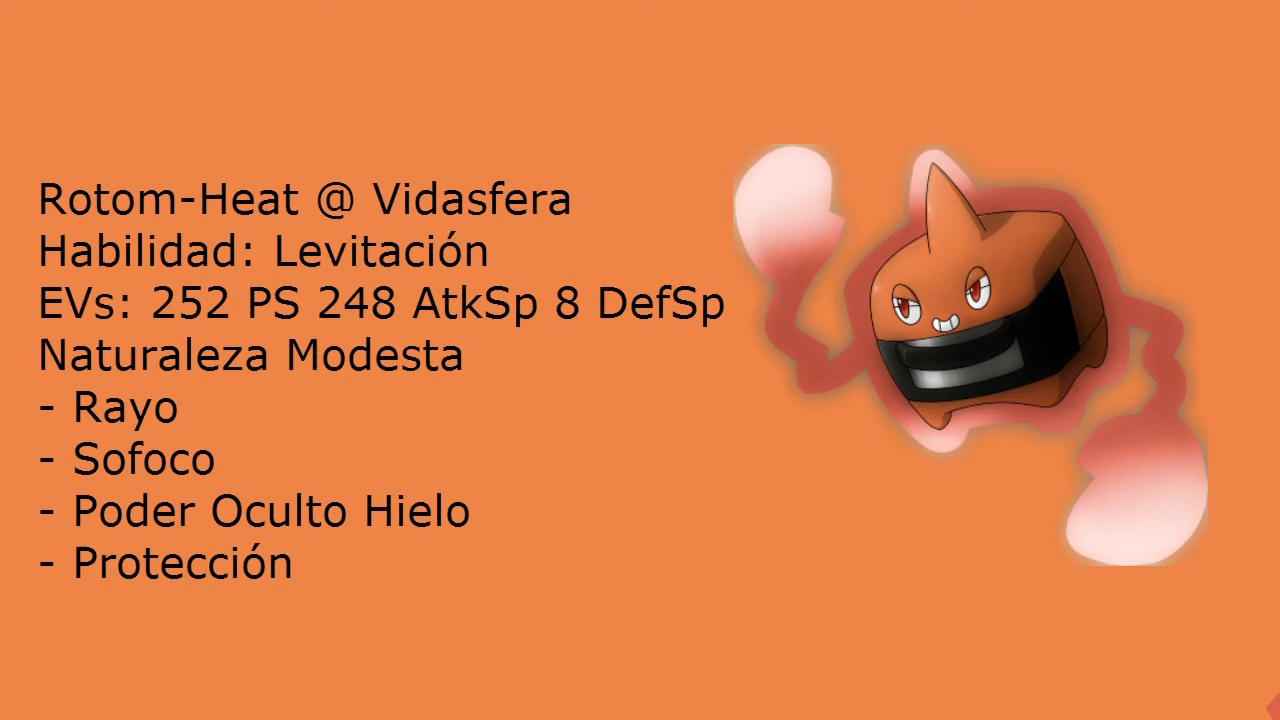 Rotom-Heat @ Vidasfera
Habilidad: Levitación
EVs: 252 PS 248 AtkSp 8 DefSp
Naturaleza Modesta
- Rayo
- Sofoco
- Poder Oculto Hielo
- Protección